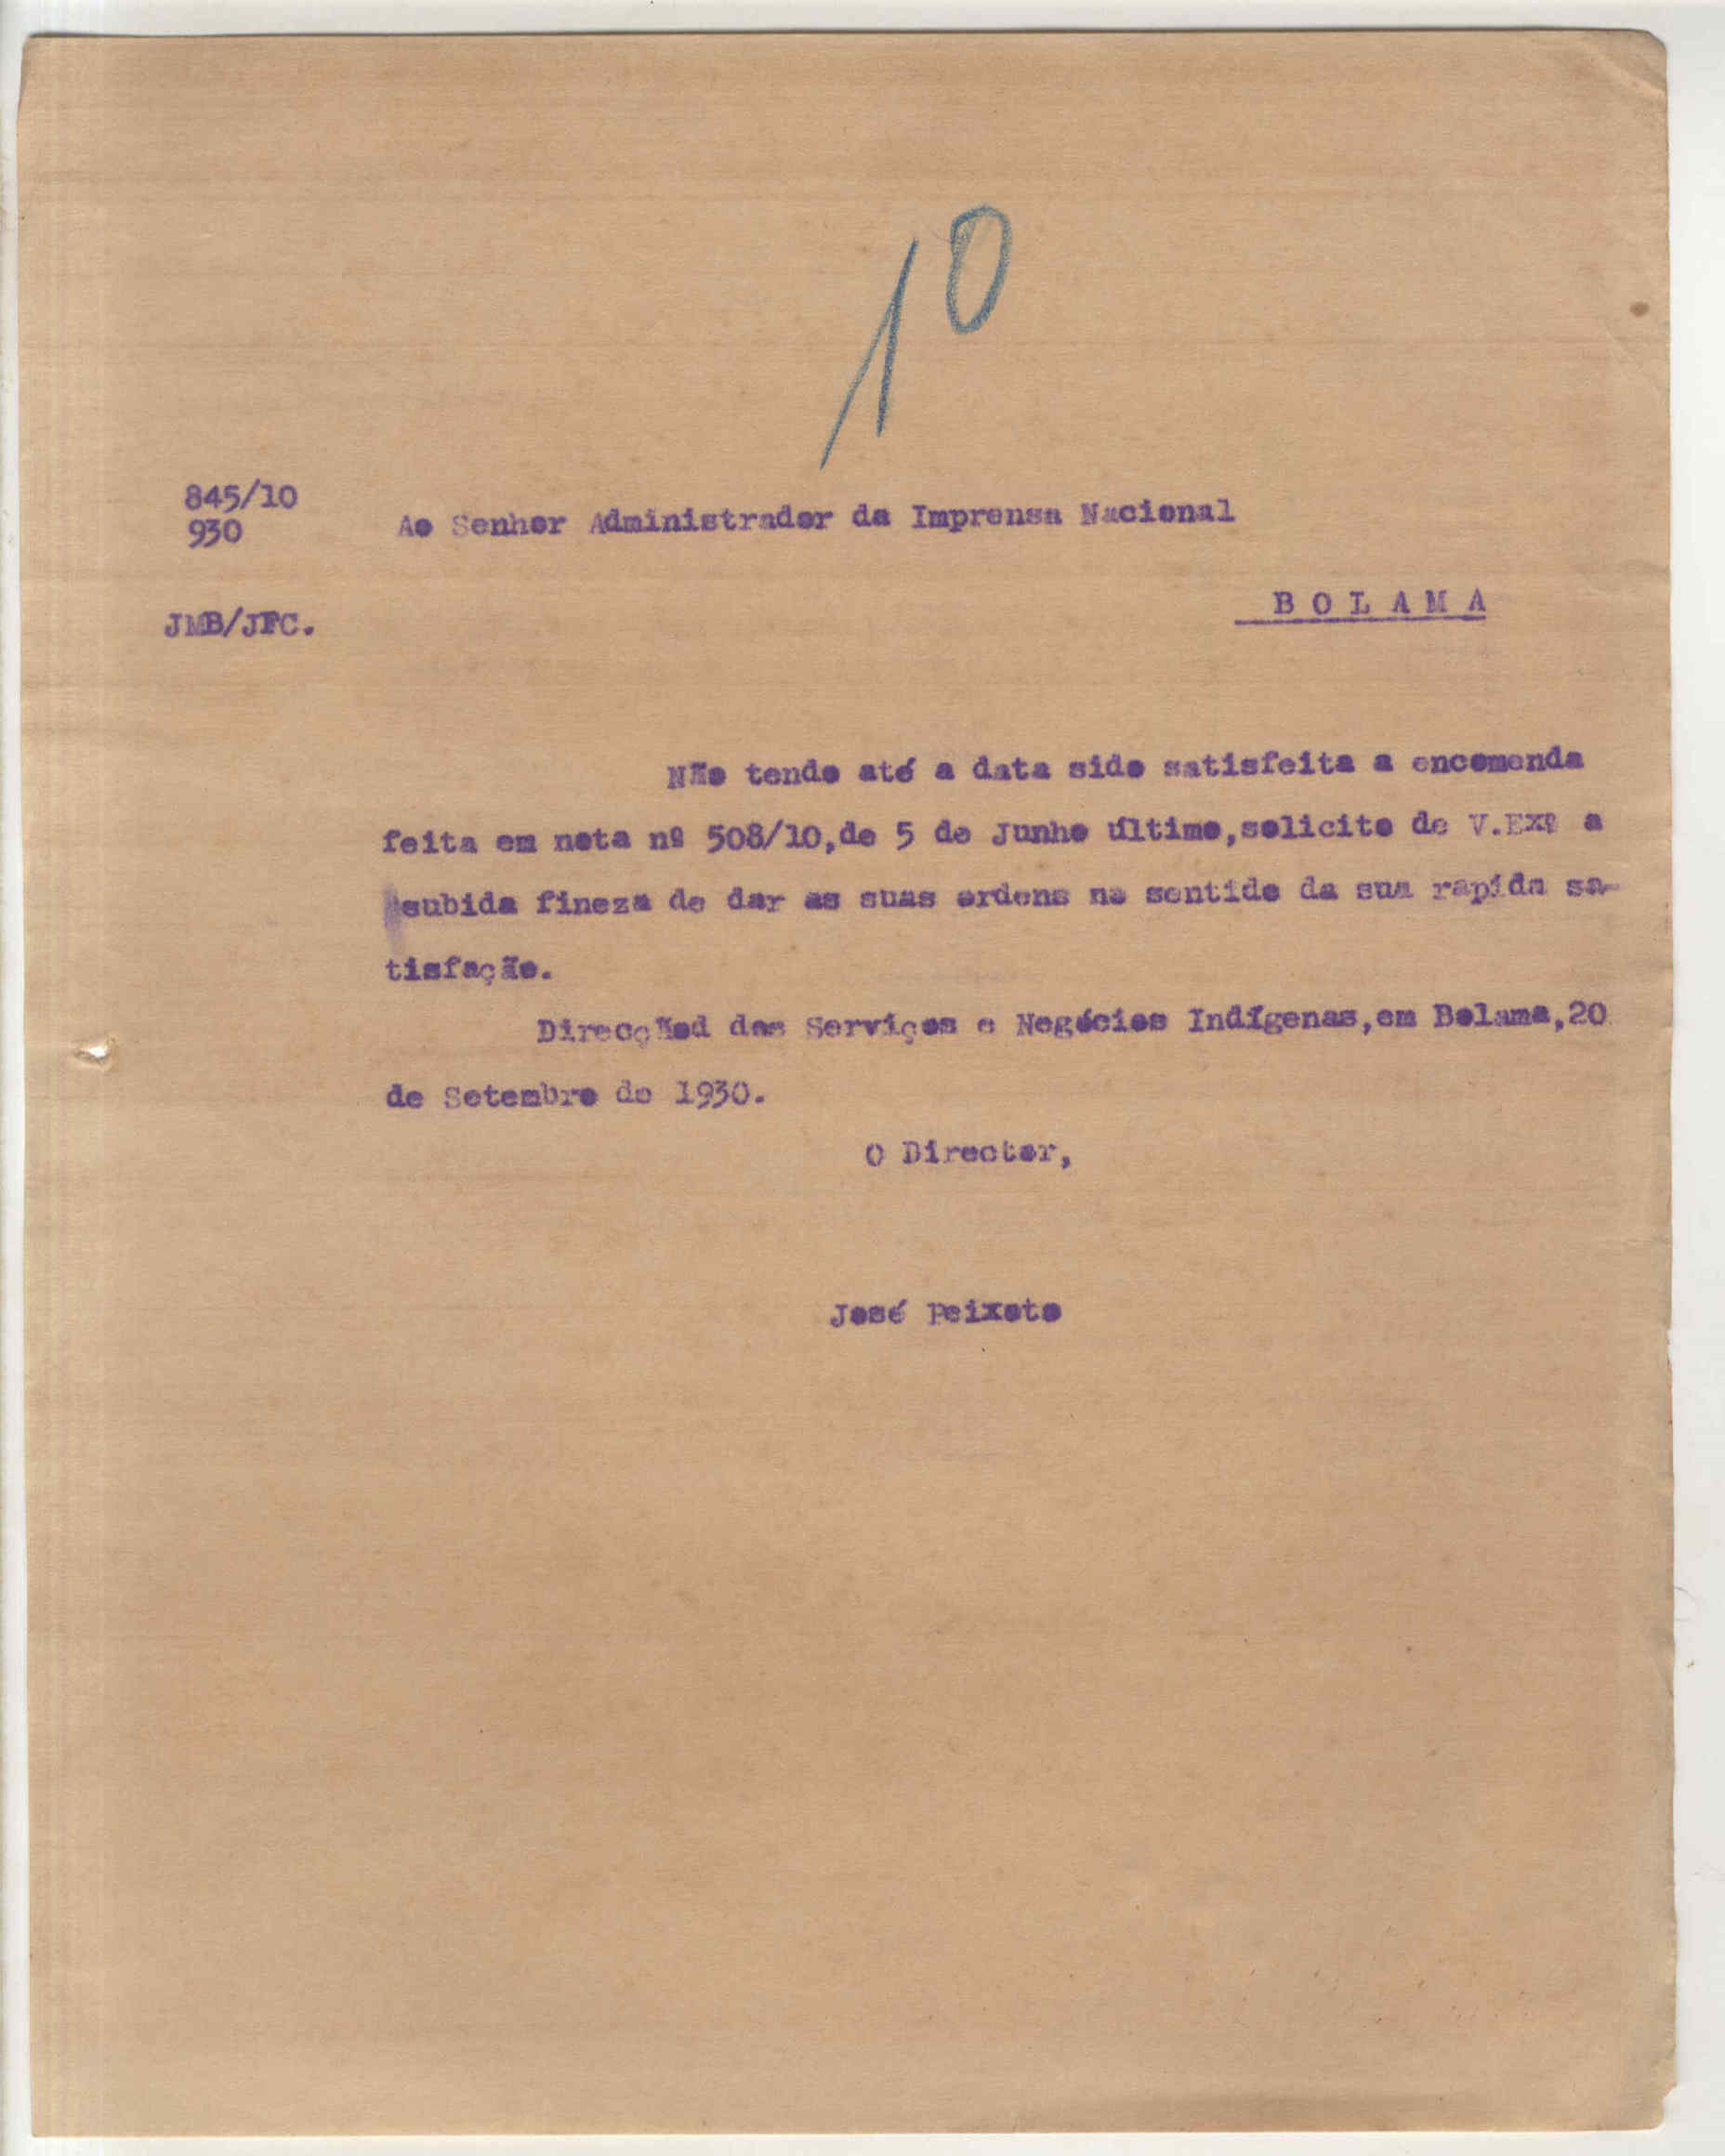 10
845/10
930
Ao Senhor Administrador da Imprensa Nacional
JMB/JFC.
B O L A M A
Não tendo até a data sido satisfeita a encomenda
feita em nota nº 508/10,de 5 de Junho último,solicito de V.Exª a
subida fineza de dar as suas ordens no sentido da sua rapida sa-
tisfação.
Direcçãod dos Serviços e Negócios Indígenas,em Bolama,20
de Setembro de 1930.
O Director,
José Peixoto